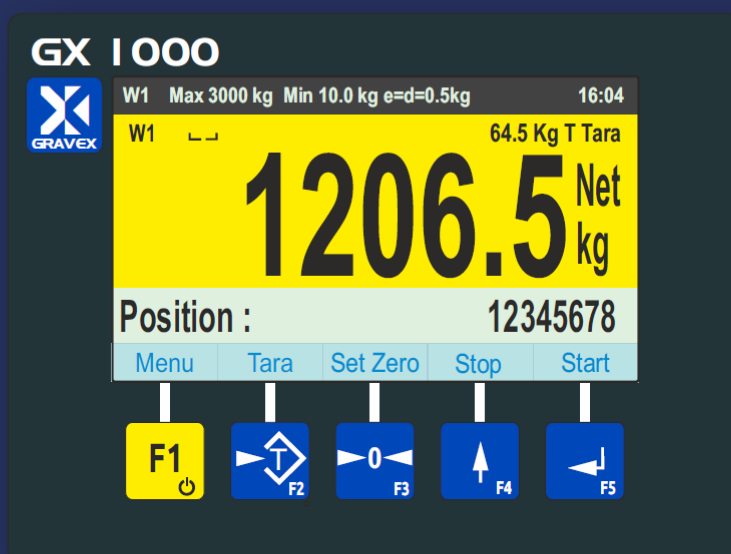 GX 1000
GRAVEX
W1 Max 3000 kg Min 10.0 kg e=d=0.5kg 16:04
W1 64.5 Kg T Tara
1206.5 Net kg
Position : 12345678
Menu Tara Set Zero Stop Start
F1 T F2 0 F3 F4 F5